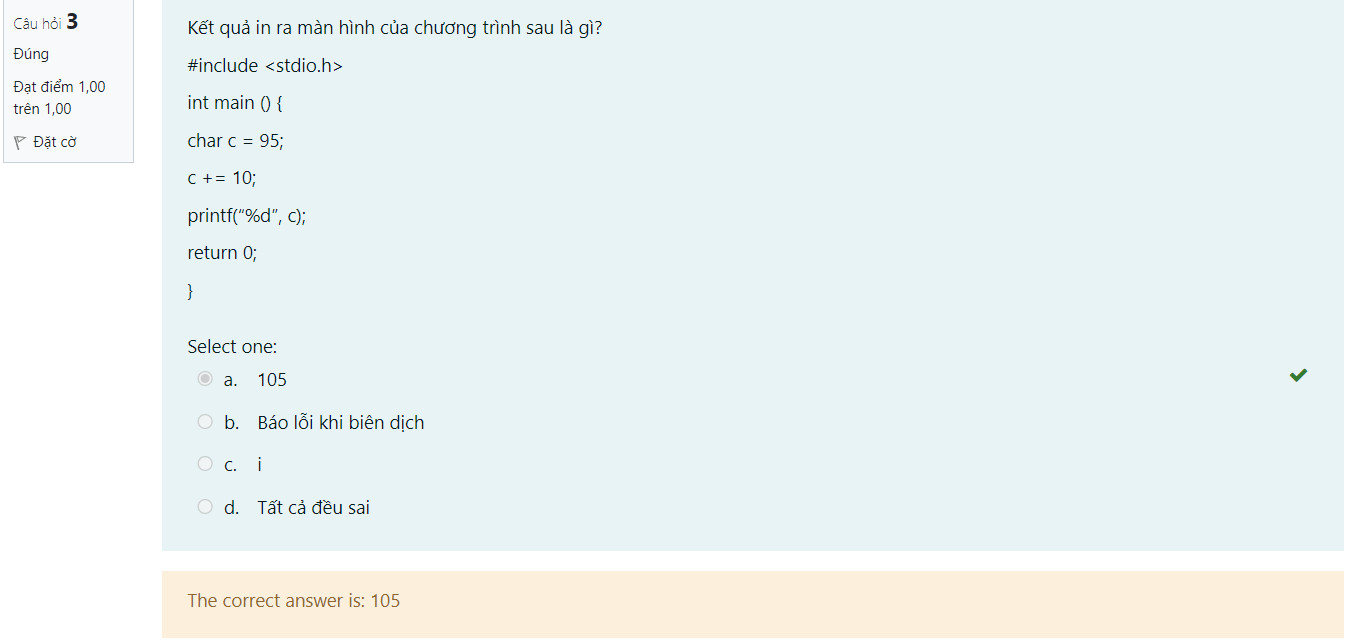 Câu hỏi 3
Đúng
Đạt điểm 1,00
trên 1,00
Đặt cờ
Kết quả in ra màn hình của chương trình sau là gì?
#include <stdio.h>
int main () {
char c = 95;
c += 10;
printf(“%d”, c);
return 0;
}
Select one:
a. 105
b. Báo lỗi khi biên dịch
c. i
d. Tất cả đều sai
The correct answer is: 105